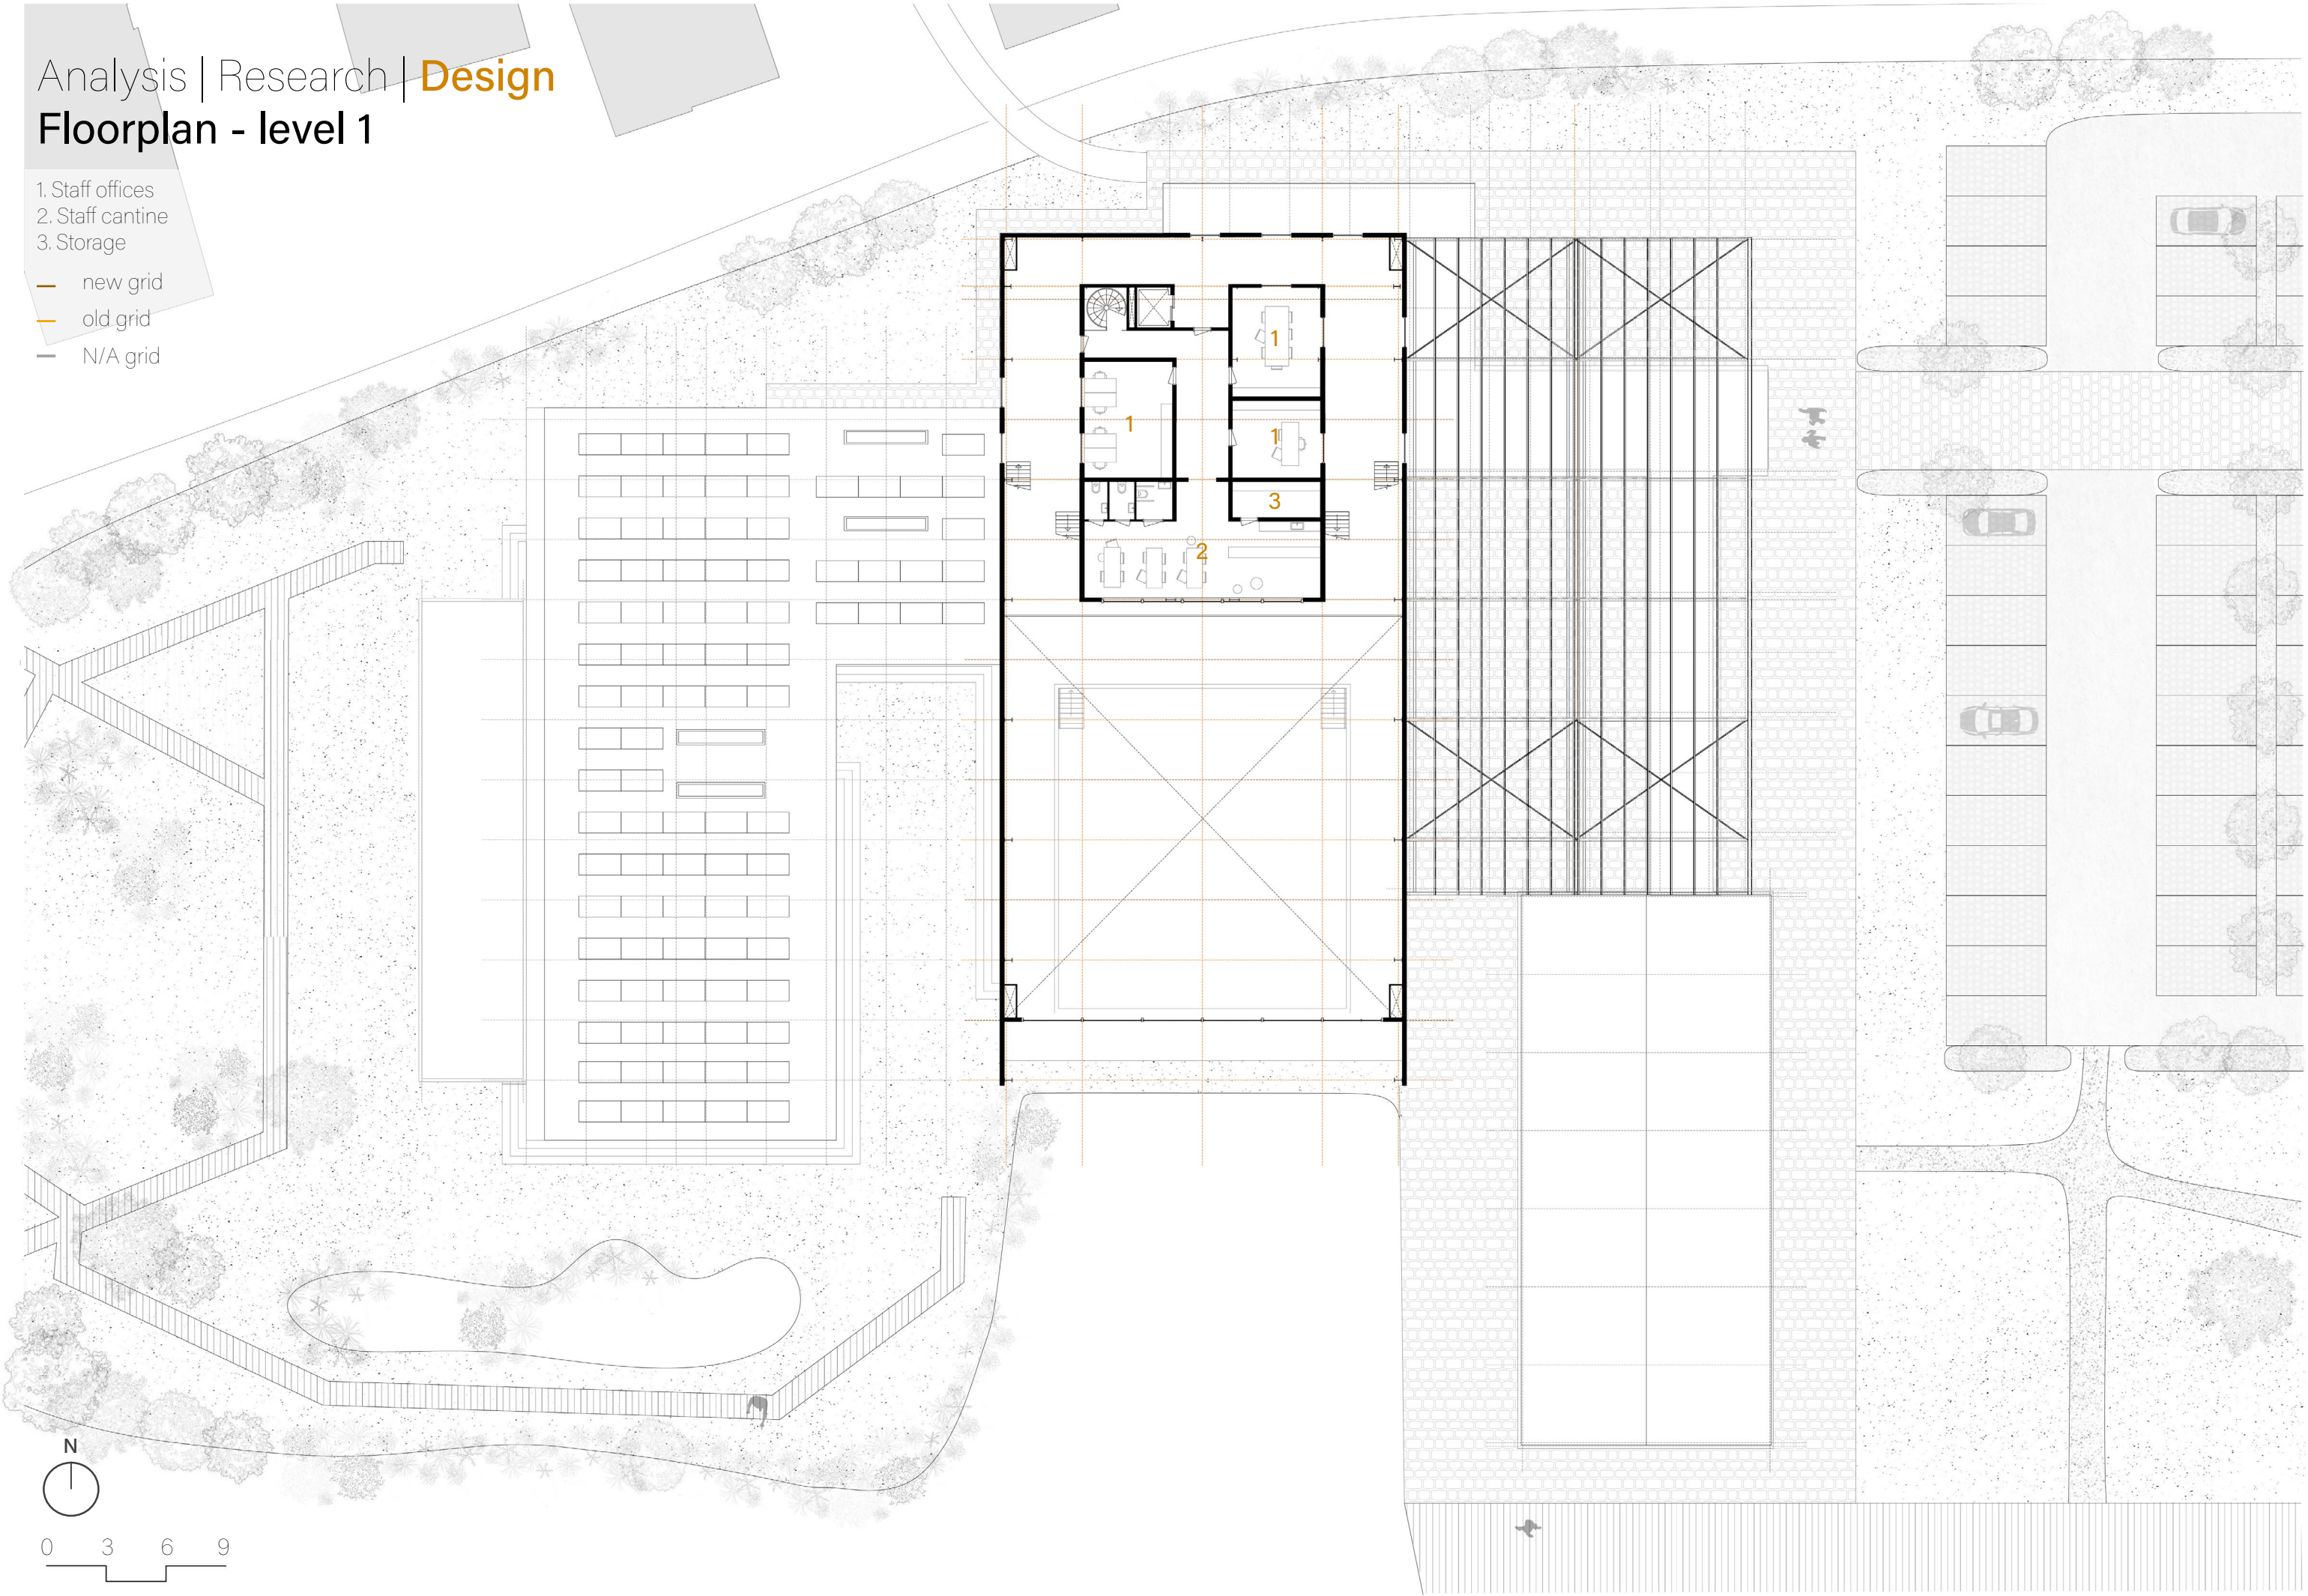 Analysis | Research | Design
Floorplan - level 1
1. Staff offices
2. Staff cantine
3. Storage
new grid
old grid
N/A grid
1
1
1
3
2
N
0 3 6 9